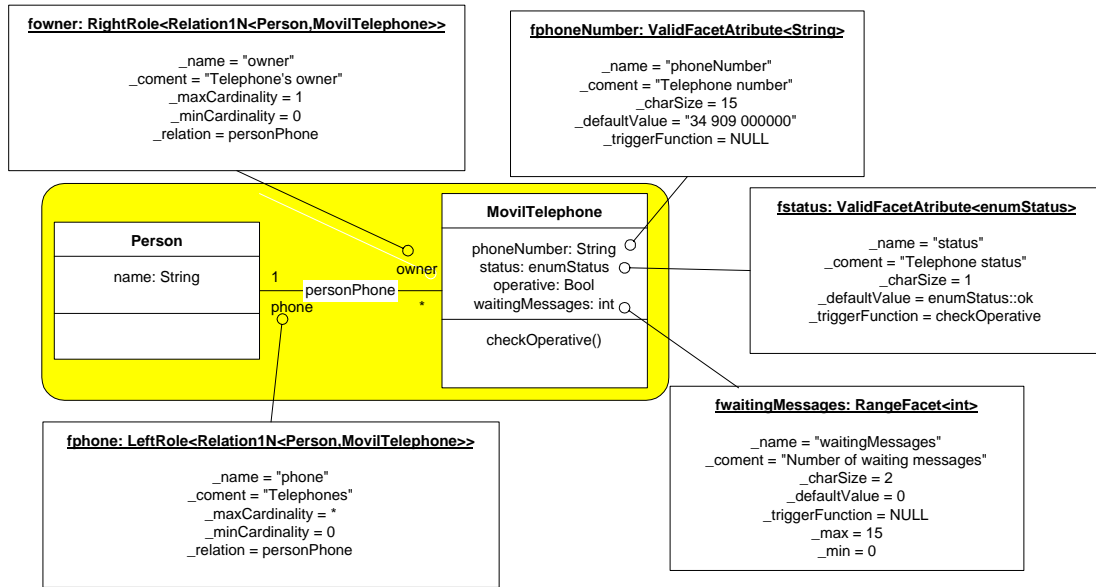 fowner: RightRole<Relation1N<Person,MovilTelephone>>
_name = "owner"
_coment = "Telephone's owner"
_maxCardinality = 1
_minCardinality = 0
_relation = personPhone
fphoneNumber: ValidFacetAtribute<String>
_name = "phoneNumber"
_coment = "Telephone number"
_charSize = 15
_defaultValue = "34 909 000000"
_triggerFunction = NULL
Person
name: String
1
phone
personPhone
owner
*
MovilTelephone
phoneNumber: String
status: enumStatus
operative: Bool
waitingMessages: int
checkOperative()
fstatus: ValidFacetAtribute<enumStatus>
_name = "status"
_coment = "Telephone status"
_charSize = 1
_defaultValue = enumStatus::ok
_triggerFunction = checkOperative
fphone: LeftRole<Relation1N<Person,MovilTelephone>>
_name = "phone"
_coment = "Telephones"
_maxCardinality = *
_minCardinality = 0
_relation = personPhone
fwaitingMessages: RangeFacet<int>
_name = "waitingMessages"
_coment = "Number of waiting messages"
_charSize = 2
_defaultValue = 0
_triggerFunction = NULL
_max = 15
_min = 0